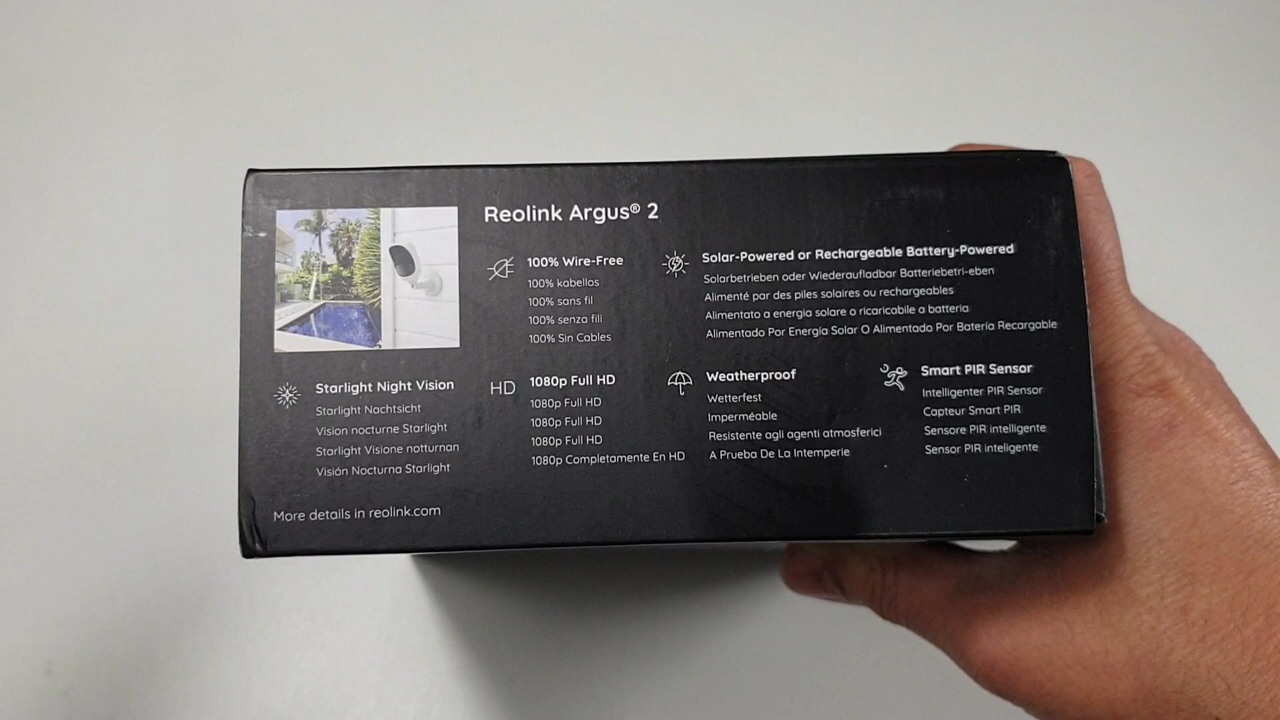 Reolink Argus® 2
100% Wire-Free
100% kabellos
100% sans fil
100% senza fili
100% Sin Cables
Solar-Powered or Rechargeable Battery-Powered
Solarbetrieben oder Wiederaufladbar Batteriebetri-eben
Alimenté par des piles solaires ou rechargeables
Alimentato a energia solare o ricaricabile a batteria
Alimentado Por Energía Solar O Alimentado Por Batería Recargable
Starlight Night Vision
Starlight Nachtsicht
Vision nocturne Starlight
Starlight Visione notturnan
Visión Nocturna Starlight
HD
1080p Full HD
1080p Full HD
1080p Full HD
1080p Full HD
1080p Completamente En HD
Weatherproof
Wetterfest
Imperméable
Resistente agli agenti atmosferici
A Prueba De La Intemperie
Smart PIR Sensor
Intelligenter PIR Sensor
Capteur Smart PIR
Sensore PIR intelligente
Sensor PIR inteligente
More details in reolink.com